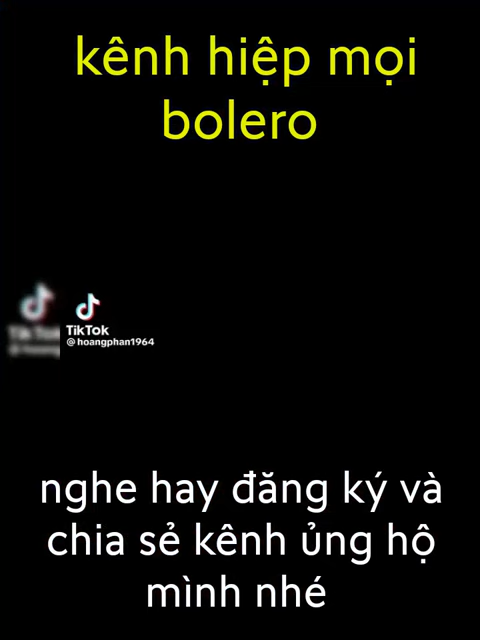 kênh hiệp mọi
bolero
TikTok
@hoangphan1964
nghe hay đăng ký và
chia sẻ kênh ủng hộ
mình nhé